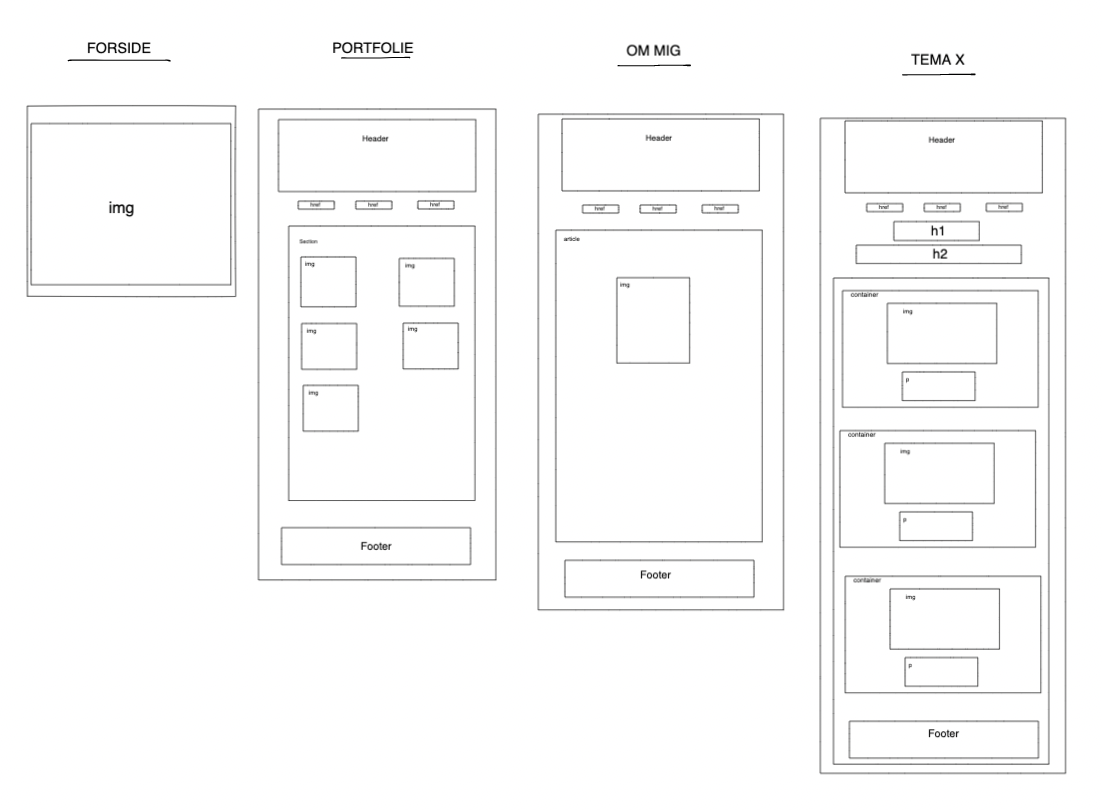 FORSIDE
img
PORTFOLIE
Header
href href href
Section
img img
img img
img
Footer
OM MIG
Header
href href href
article
img
Footer
TEMA X
Header
href href href
h1
h2
container
img
p
container
img
p
container
img
p
Footer